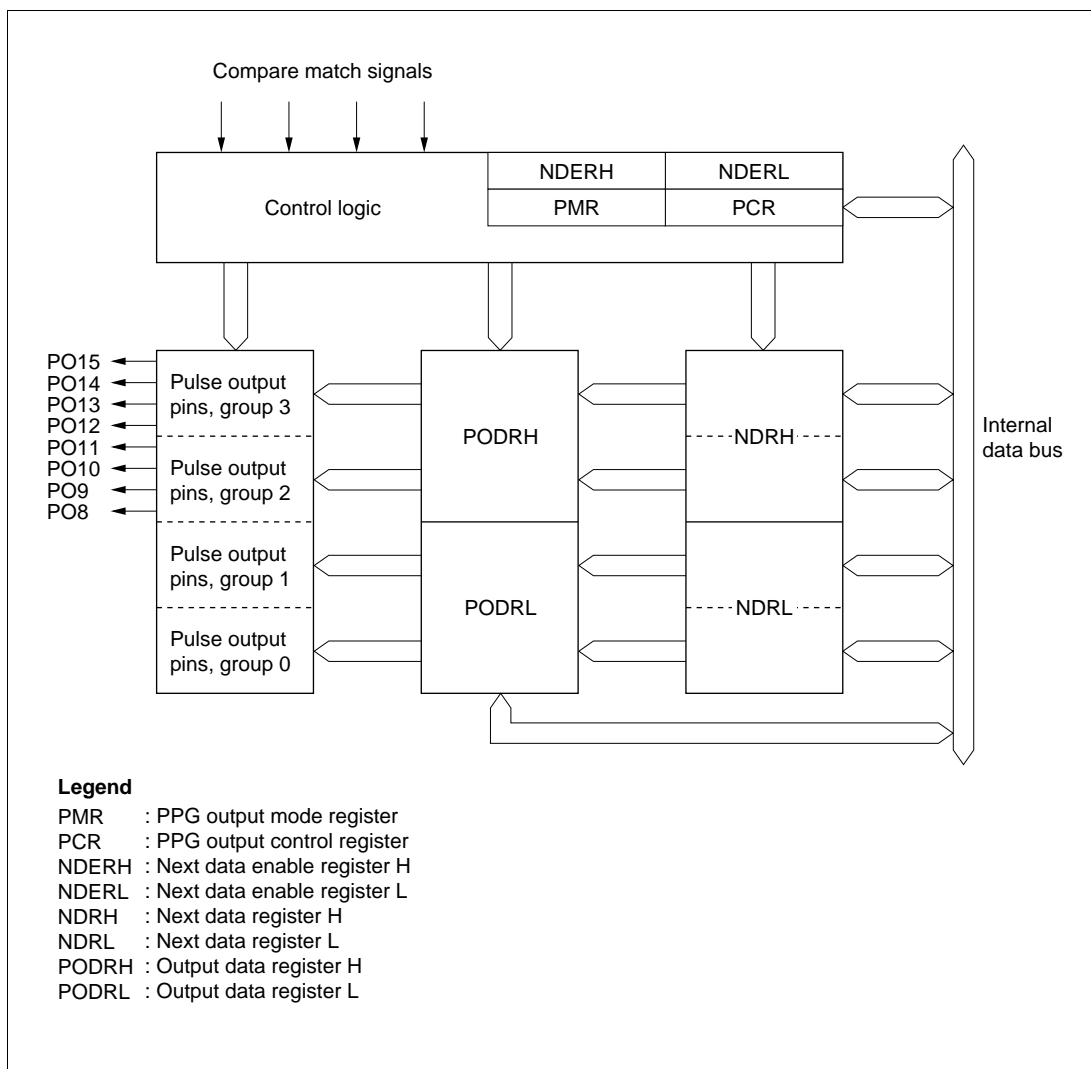 Compare match signals
NDERH NDERL
Control logic PMR PCR
PO15
PO14
PO13
PO12
PO11
PO10
PO9
PO8
Pulse output
pins, group 3
Pulse output
pins, group 2
Pulse output
pins, group 1
Pulse output
pins, group 0
PODRH
PODRL
NDRH
NDRL
Internal
data bus
Legend
PMR : PPG output mode register
PCR : PPG output control register
NDERH : Next data enable register H
NDERL : Next data enable register L
NDRH : Next data register H
NDRL : Next data register L
PODRH : Output data register H
PODRL : Output data register L